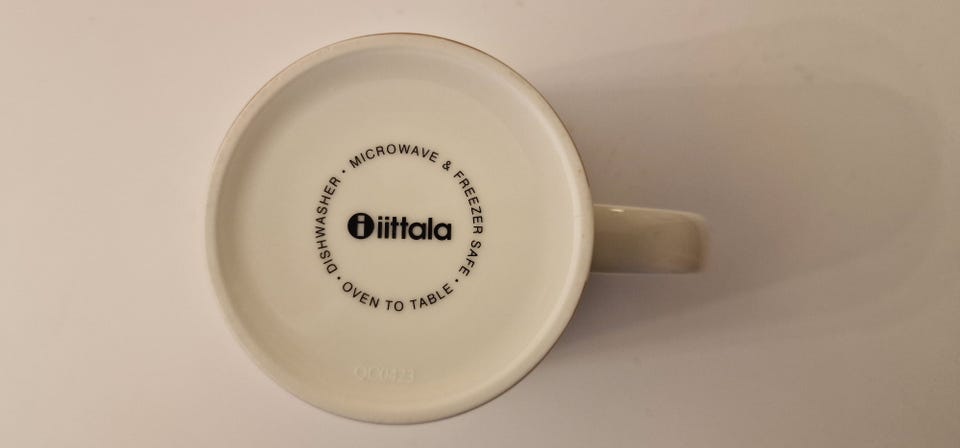 DISHWASHER • MICROWAVE & FREEZER SAFE • OVEN TO TABLE •
i iittala